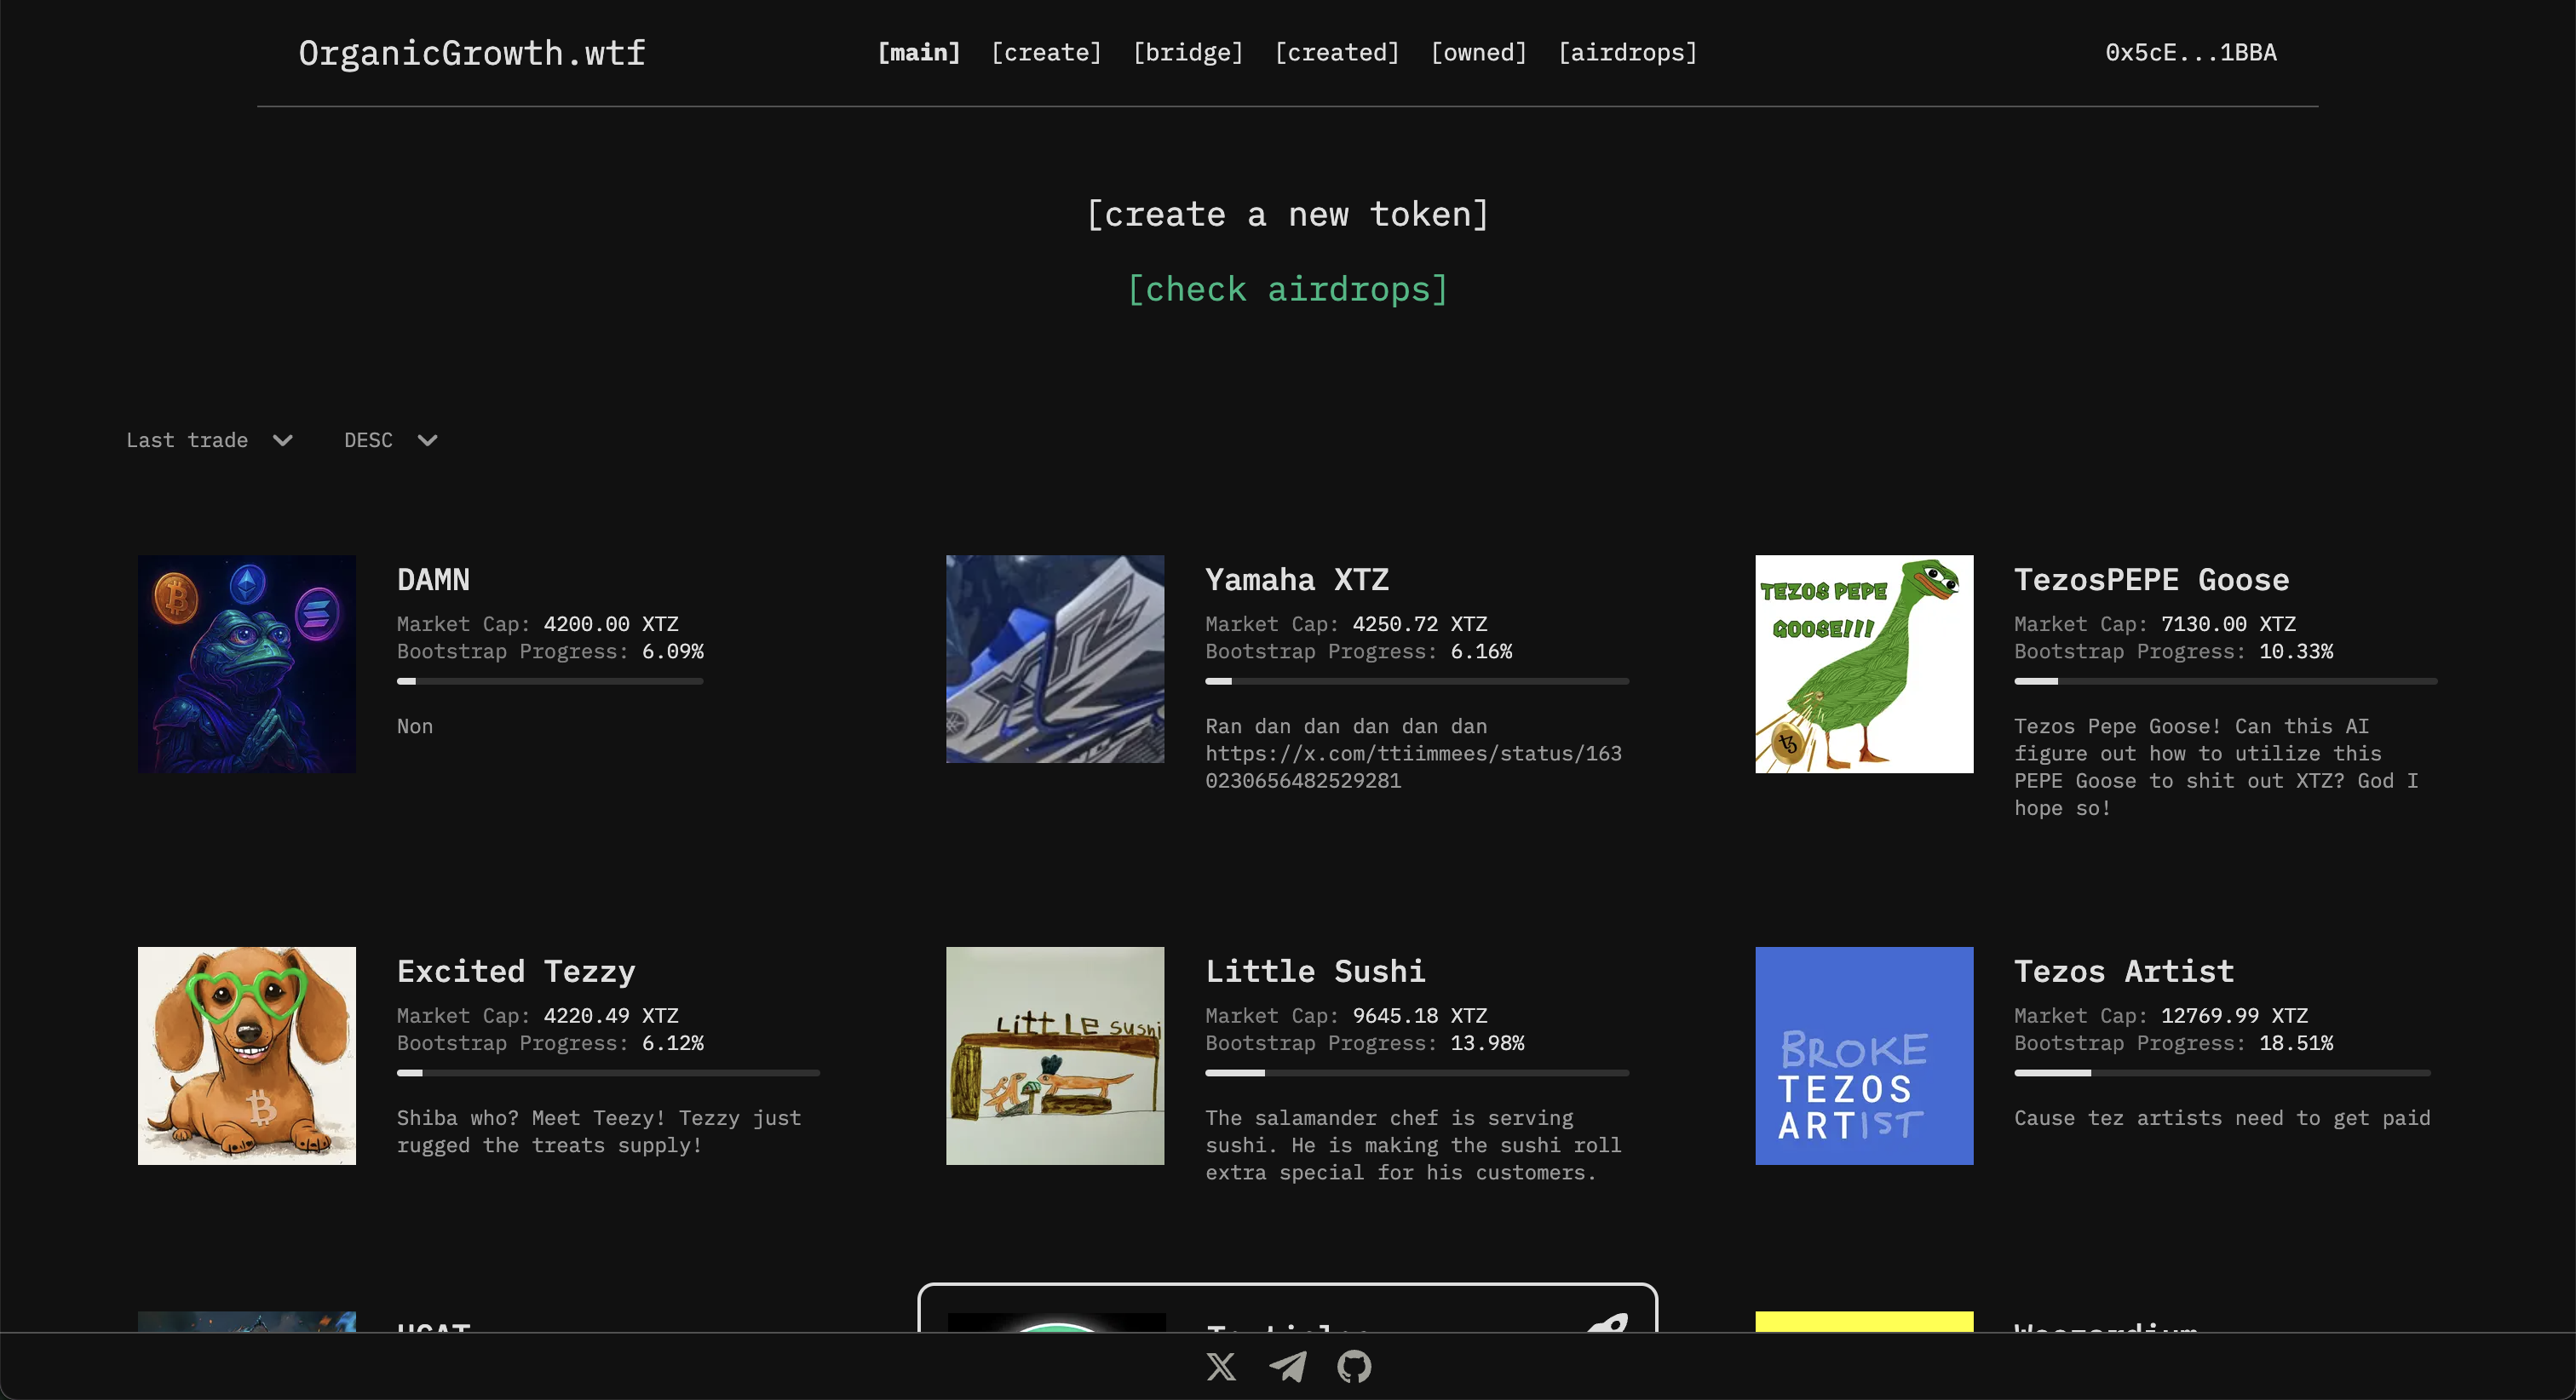 OrganicGrowth.wtf
[main] [create] [bridge] [created] [owned] [airdrops]
0x5cE...1BBA
[create a new token]
[check airdrops]
Last trade
DESC
DAMN
Market Cap: 4200.00 XTZ
Bootstrap Progress: 6.09%
Non
XTZ
Yamaha XTZ
Market Cap: 4250.72 XTZ
Bootstrap Progress: 6.16%
Ran dan dan dan dan dan
https://x.com/ttiimmees/status/163
0230656482529281
TEZOS PEPE
GOOSE!!!
TezosPEPE Goose
Market Cap: 7130.00 XTZ
Bootstrap Progress: 10.33%
Tezos Pepe Goose! Can this AI
figure out how to utilize this
PEPE Goose to shit out XTZ? God I
hope so!
Excited Tezzy
Market Cap: 4220.49 XTZ
Bootstrap Progress: 6.12%
Shiba who? Meet Teezy! Tezzy just
rugged the treats supply!
LittLE sushi
Little Sushi
Market Cap: 9645.18 XTZ
Bootstrap Progress: 13.98%
The salamander chef is serving
sushi. He is making the sushi roll
extra special for his customers.
BROKE
TEZOS
ARTIST
Tezos Artist
Market Cap: 12769.99 XTZ
Bootstrap Progress: 18.51%
Cause tez artists need to get paid